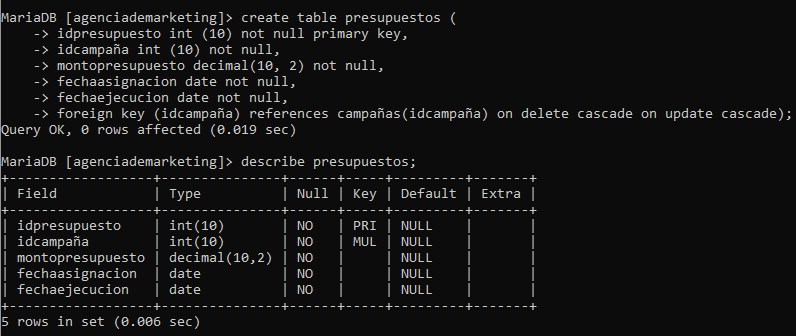 MariaDB [agenciademarketing]> create table presupuestos (
    -> idpresupuesto int (10) not null primary key,
    -> idcampaña int (10) not null,
    -> montopresupuesto decimal(10, 2) not null,
    -> fechaasignacion date not null,
    -> fechaejecucion date not null,
    -> foreign key (idcampaña) references campañas(idcampaña) on delete cascade on update cascade);
Query OK, 0 rows affected (0.019 sec)

MariaDB [agenciademarketing]> describe presupuestos;
+------------------+---------------+------+-----+---------+-------+
| Field            | Type          | Null | Key | Default | Extra |
+------------------+---------------+------+-----+---------+-------+
| idpresupuesto    | int(10)       | NO   | PRI | NULL    |       |
| idcampaña        | int(10)       | NO   | MUL | NULL    |       |
| montopresupuesto | decimal(10,2) | NO   |     | NULL    |       |
| fechaasignacion  | date          | NO   |     | NULL    |       |
| fechaejecucion   | date          | NO   |     | NULL    |       |
+------------------+---------------+------+-----+---------+-------+
5 rows in set (0.006 sec)